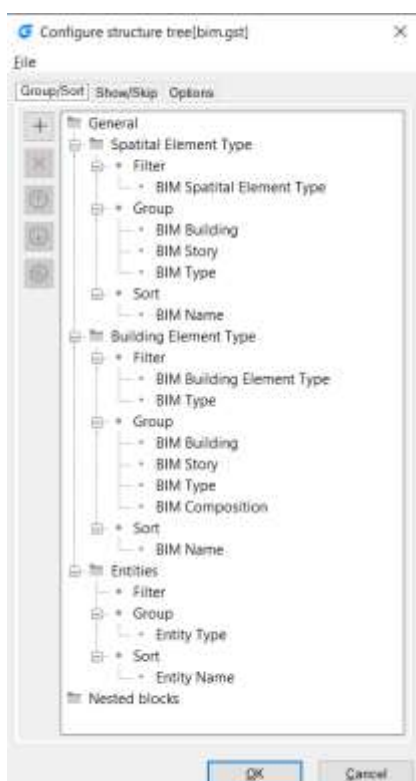 Configure structure tree[bim.gst]
File
Group/Sort Show/Skip Options
General
Spatital Element Type
Filter
BIM Spatital Element Type
Group
BIM Building
BIM Story
BIM Type
Sort
BIM Name
Building Element Type
Filter
BIM Building Element Type
BIM Type
Group
BIM Building
BIM Story
BIM Type
BIM Composition
Sort
BIM Name
Entities
Filter
Group
Entity Type
Sort
Entity Name
Nested blocks
OK Cancel